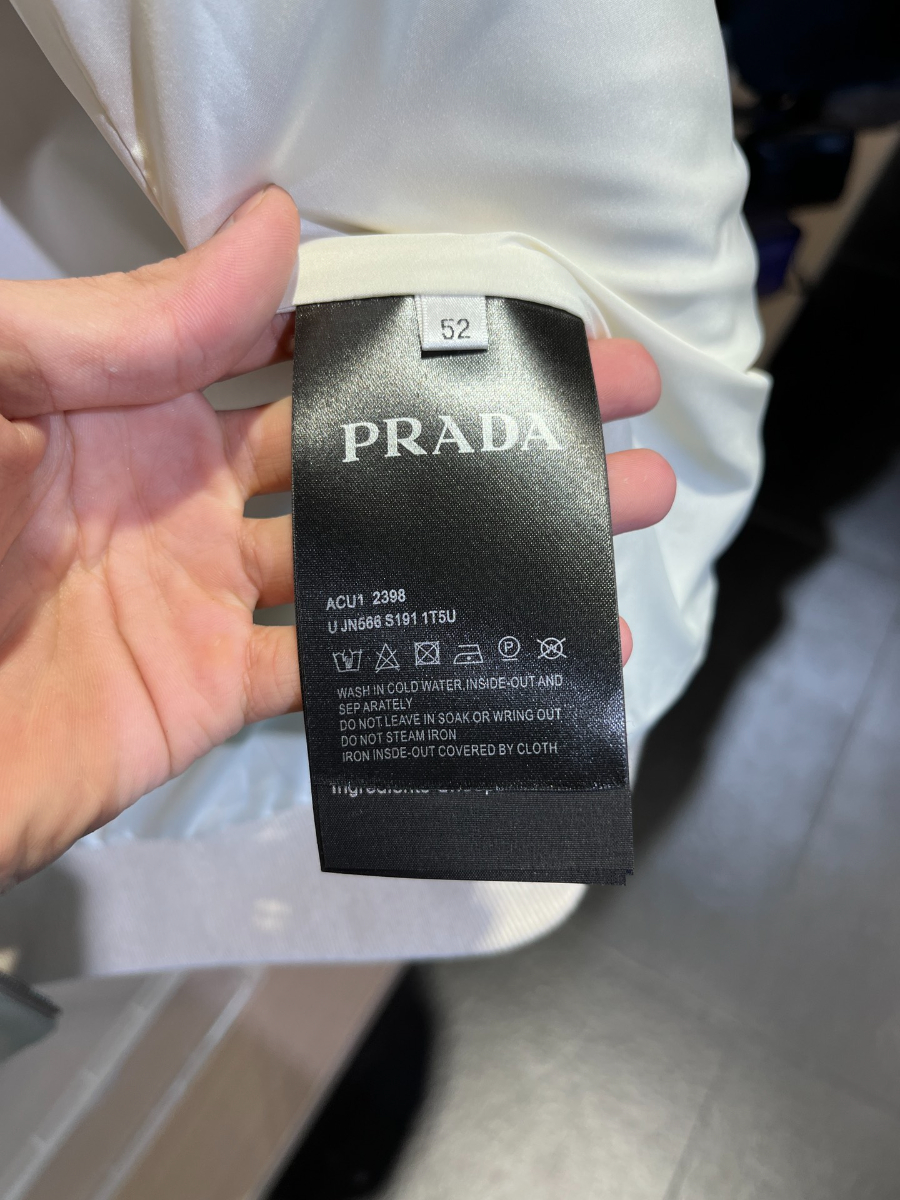 52
PRADA
ACU1 2398
U JN566 S191 1T5U
P W
WASH IN COLD WATER.INSIDE-OUT AND
SEP ARATELY
DO NOT LEAVE IN SOAK OR WRING OUT
DO NOT STEAM IRON
IRON INSDE-OUT COVERED BY CLOTH